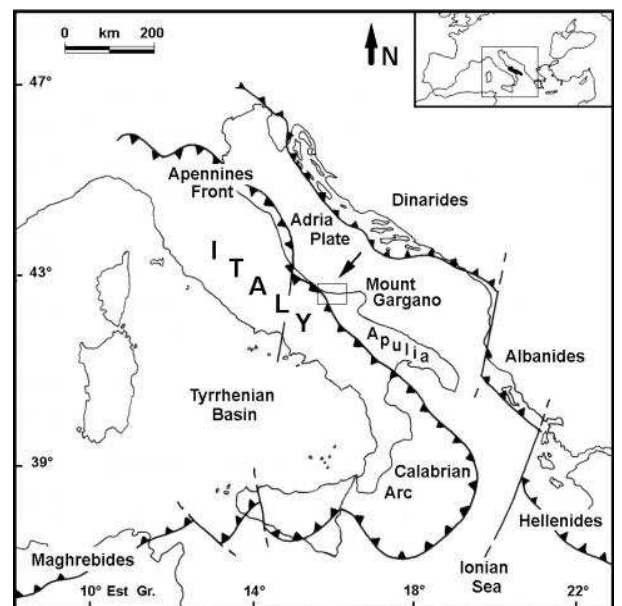 0 km 200
N
47°
Apennines
Front
Dinarides
Adria
Plate
ITALY
43°
Mount
Gargano
Apulia
Albanides
Tyrrhenian
Basin
39°
Calabrian
Arc
Hellenides
Maghrebides
Ionian
Sea
10° Est Gr.
14°
18°
22°